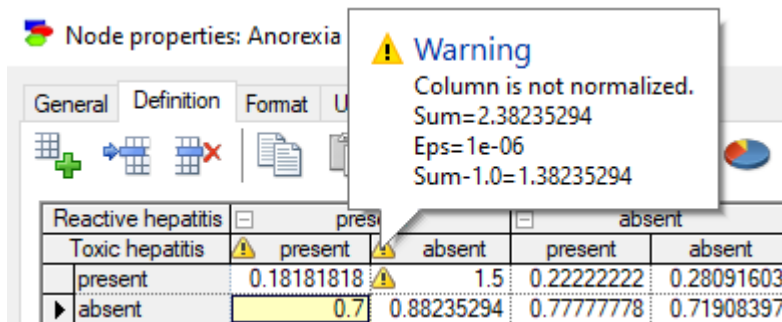 Node properties: Anorexia
Warning
Column is not normalized.
Sum=2.38235294
Eps=1e-06
Sum-1.0=1.38235294
General Definition Format
Reactive hepatitis absent
Toxic hepatitis present absent present absent
present 0.18181818 1.5 0.22222222 0.28091603
absent 0.7 0.88235294 0.77777778 0.71908397